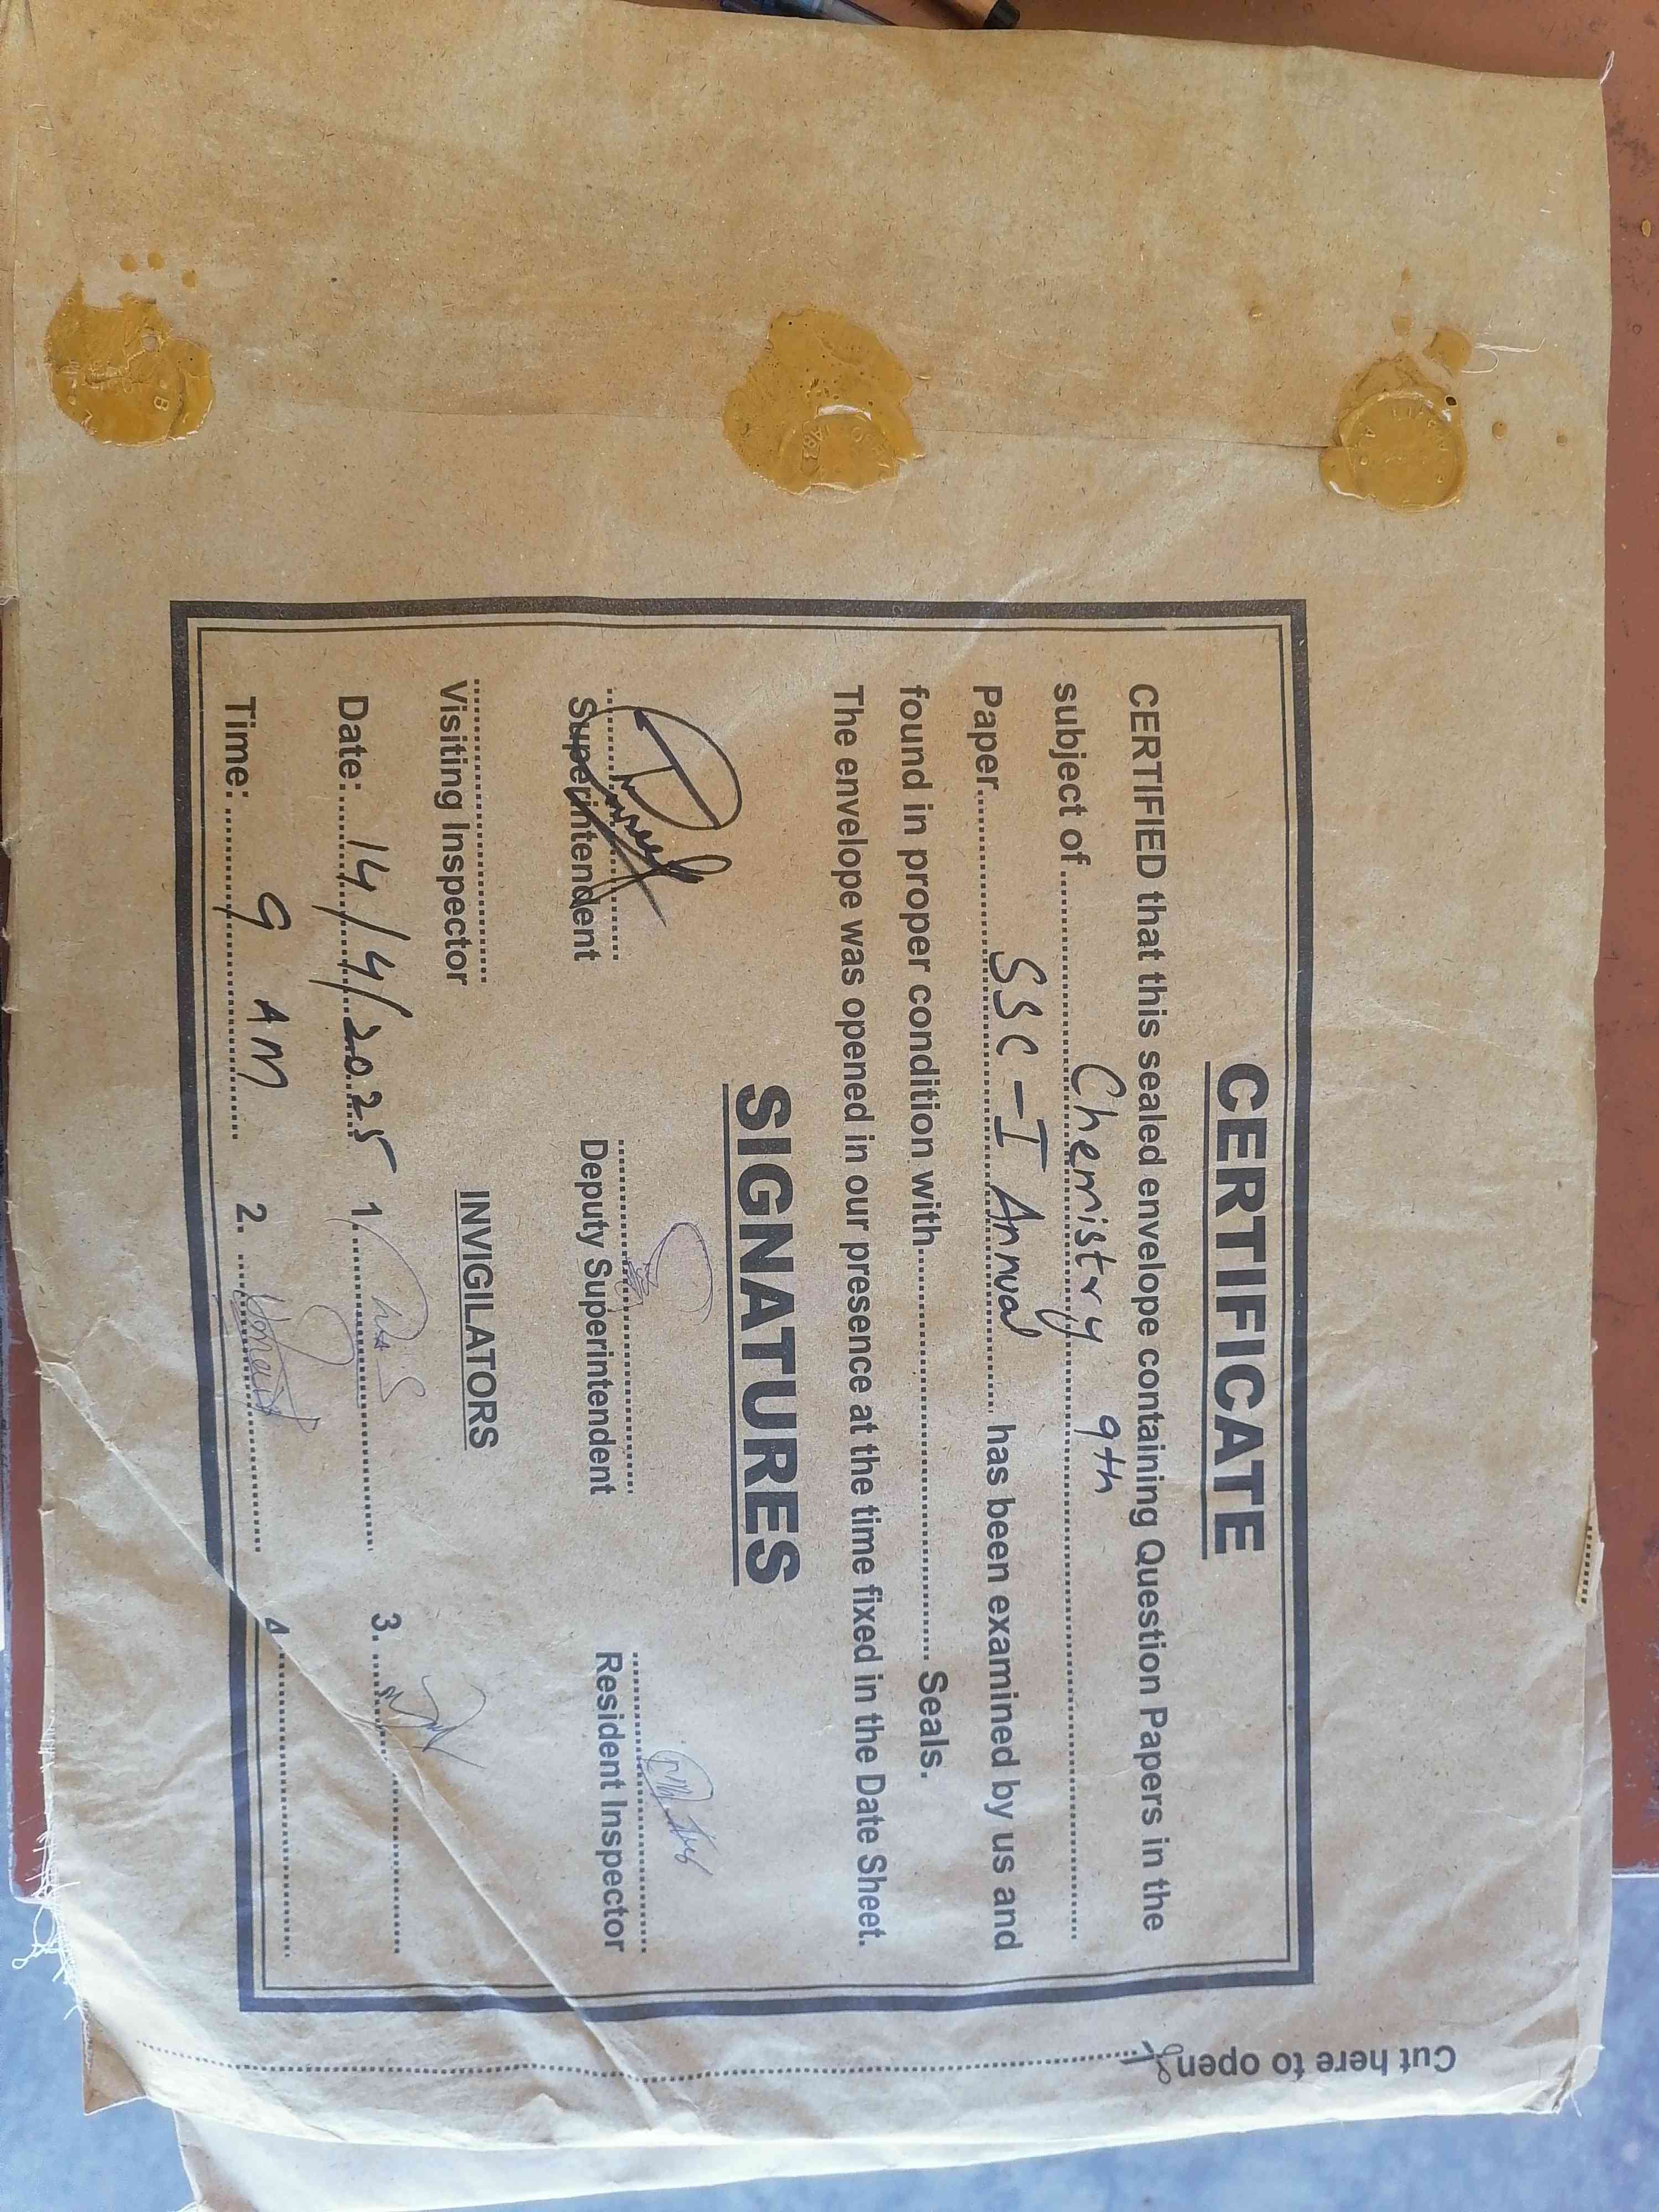 CERTIFICATE
CERTIFIED that this sealed envelope containing Question Papers in the
subject of.......... Chemistry 9th ..........
Paper.......... SSC-I Annual .......... has been examined by us and
found in proper condition with.................... Seals.
The envelope was opened in our presence at the time fixed in the Date Sheet.
SIGNATURES
Superintendent Deputy Superintendent Resident Inspector
Visiting Inspector INVIGILATORS
Date: 14/4/2025 1. 3.
Time: 9 AM 2. 4.
Cut here to open